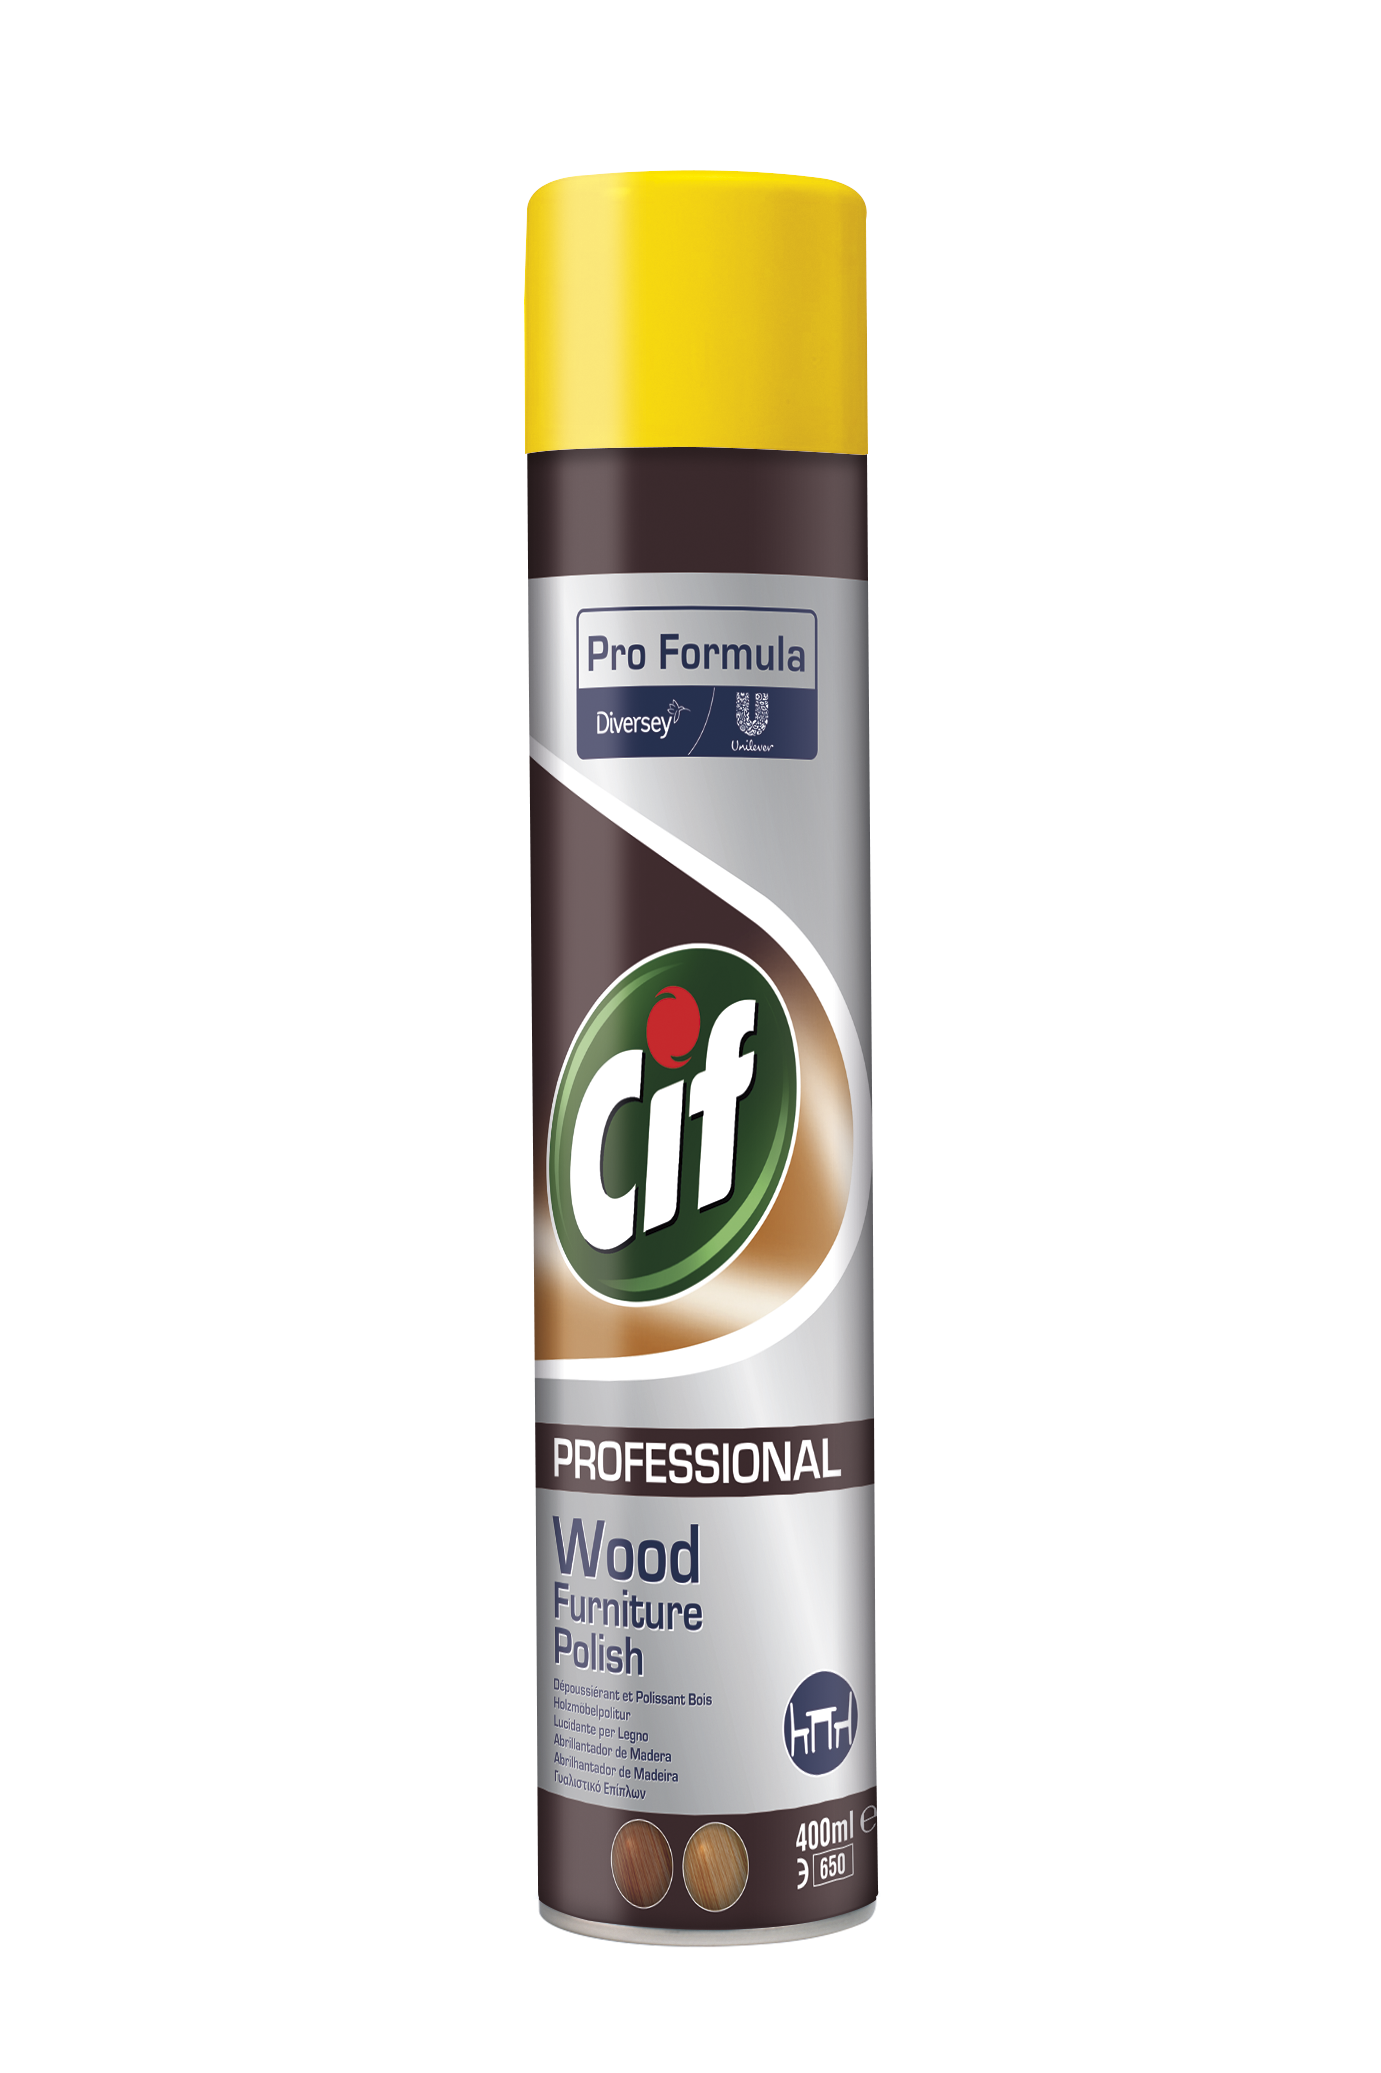 Pro Formula
Diversey
Unilever
Cif
PROFESSIONAL
Wood
Furniture
Polish
Dépoussiérant et Polissant Bois
Holzmöbelpolitur
Lucidante per Legno
Abrillantador de Madera
Abrilhantador de Madeira
Γυαλιστικό Επίπλων
400ml ℮
650